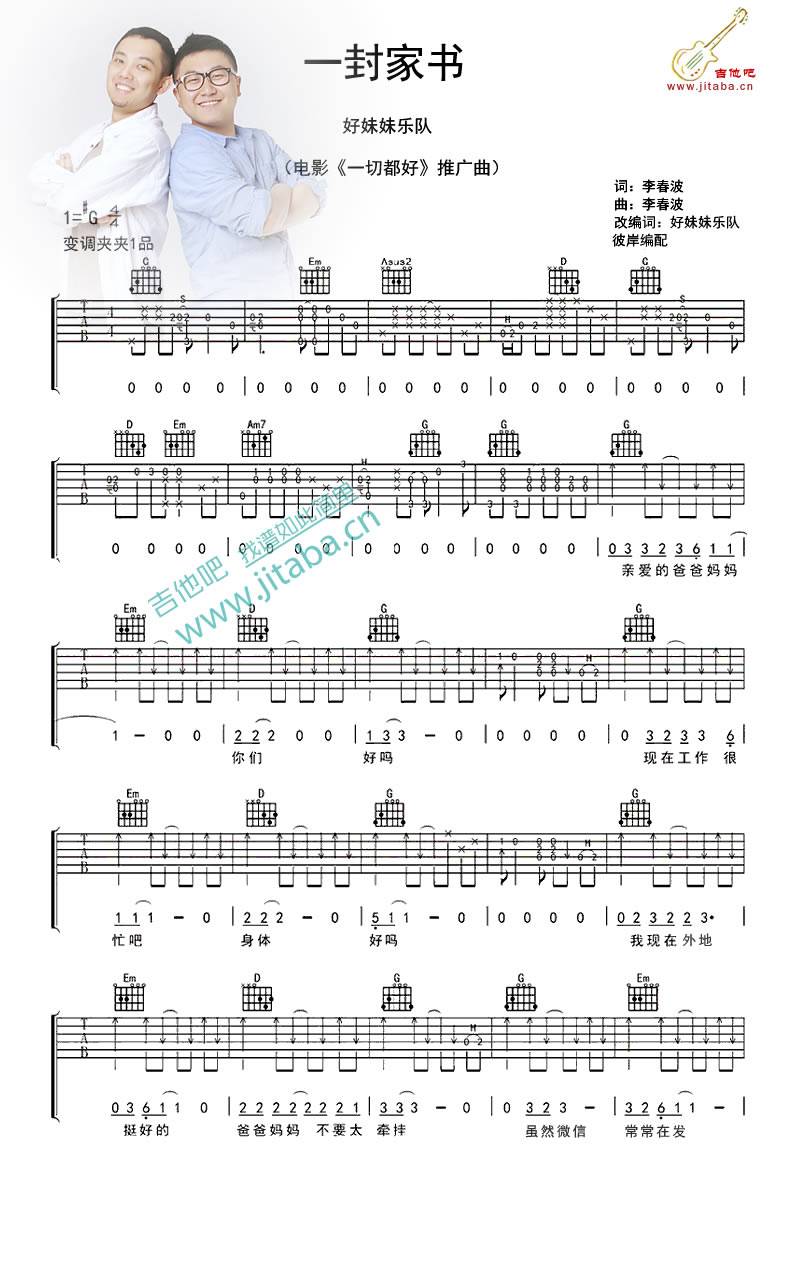 一封家书
吉他吧
www.jitaba.cn
好妹妹乐队
（电影《一切都好》推广曲）
词：李春波
曲：李春波
改编词：好妹妹乐队
彼岸编配
1=#G 4/4
变调夹夹1品
G Em Asus2 D G
TAB 4/4
0 0 0 0 | 0 0 0 0 | 0 0 0 0 | 0 0 0 0 | 0 0 0 0
D Em Am7 G G G
TAB
0 0 0 0 | 0 0 0 0 | 0 0 0 0 | 0 0 0 0 | 0 3 3 2 3 6 1 1
亲爱的爸爸妈妈
吉他吧 找谱如此简单
www.jitaba.cn
Em D G G
TAB
1 - 0 0 | 2 2 2 0 0 | 1 3 3 - 0 | 0 0 0 0 | 0 3 2 3 3 6
你们 好吗 现在工作 很
Em D G G
TAB
1 1 1 - 0 | 2 2 2 - 0 | 5 1 1 - 0 | 0 0 0 0 | 0 2 3 2 2 3·
忙吧 身体 好吗 我现在外地
Em D G G Em
TAB
0 3 6 1 1 0 | 2 2 2 2 2 2 2 1 | 3 3 3 - 0 | 0 3 2 3 - | 3 2 6 1 1 -
挺好的 爸爸妈妈 不要太 牵挂 虽然微信 常常在发